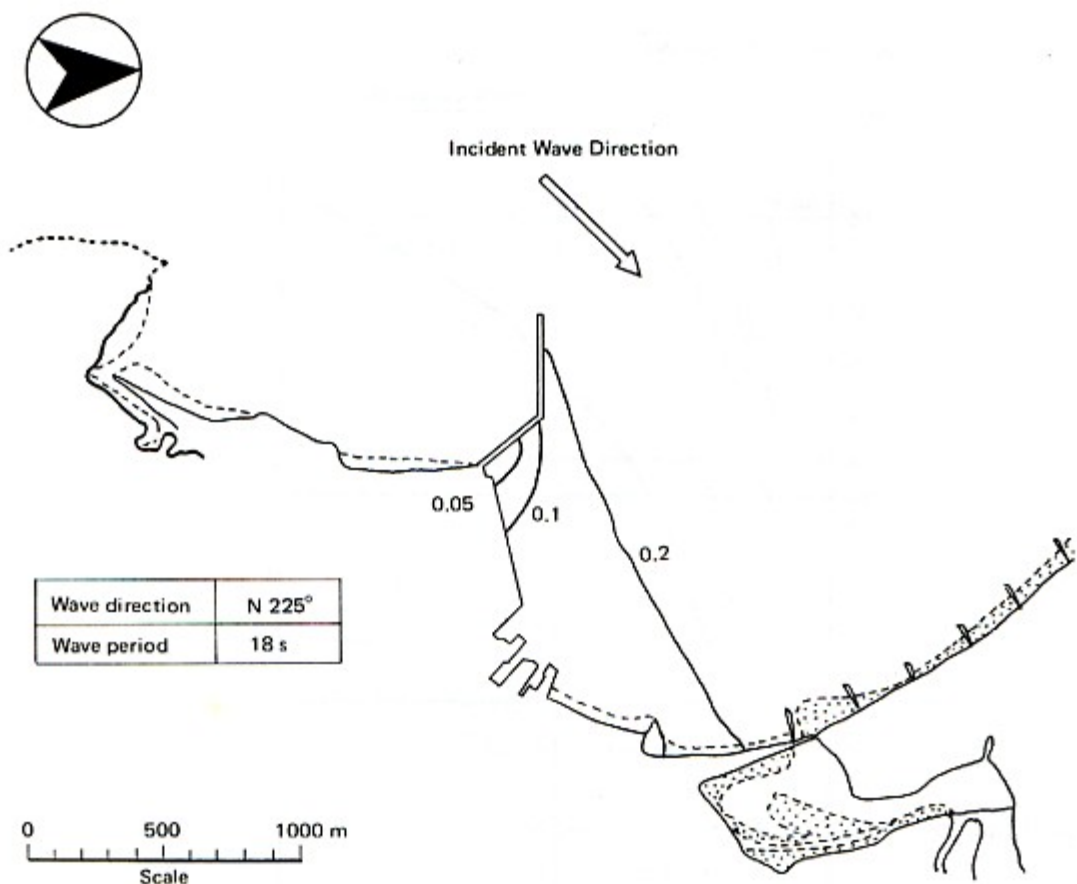 Incident Wave Direction
0.05
0.1
0.2
Wave direction N 225°
Wave period 18 s
0 500 1000 m
Scale